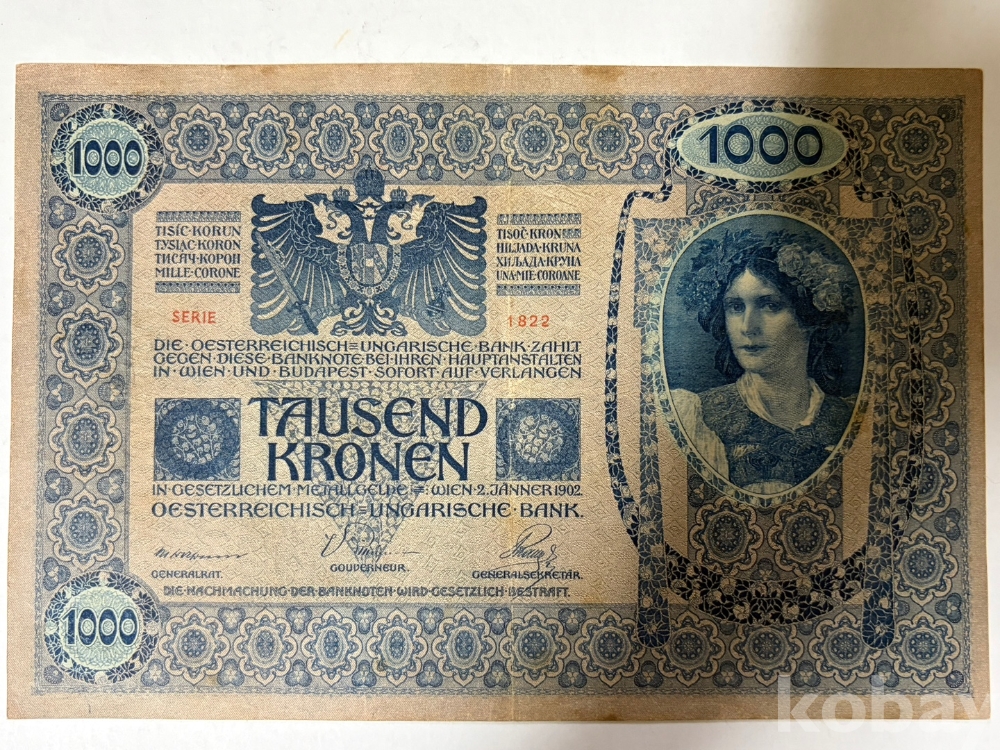 1000
1000
TISÍC·KORUN
TYSIĄC·KORON
ТИСЯЧ·КОРОН
MILLE·CORONE
TISOČ·KRON
HILJADA·KRUNA
ХИЉАДА·КРУНА
UNA·MIE·COROANE
SERIE 1822
DIE·OESTERREICHISCH=UNGARISCHE·BANK·ZAHLT
GEGEN·DIESE·BANKNOTE·BEI·IHREN·HAUPTANSTALTEN
IN·WIEN·UND·BUDAPEST·SOFORT·AUF·VERLANGEN
TAUSEND
KRONEN
IN·GESETZLICHEM·METALLGELDE=:WIEN·2.JÄNNER 1902
OESTERREICHISCH=UNGARISCHE·BANK.
GENERALRAT.
GOUVERNEUR.
GENERALSEKRETÄR.
DIE·NACHMACHUNG·DER·BANKNOTEN·WIRD·GESETZLICH·BESTRAFT.
1000
kobay